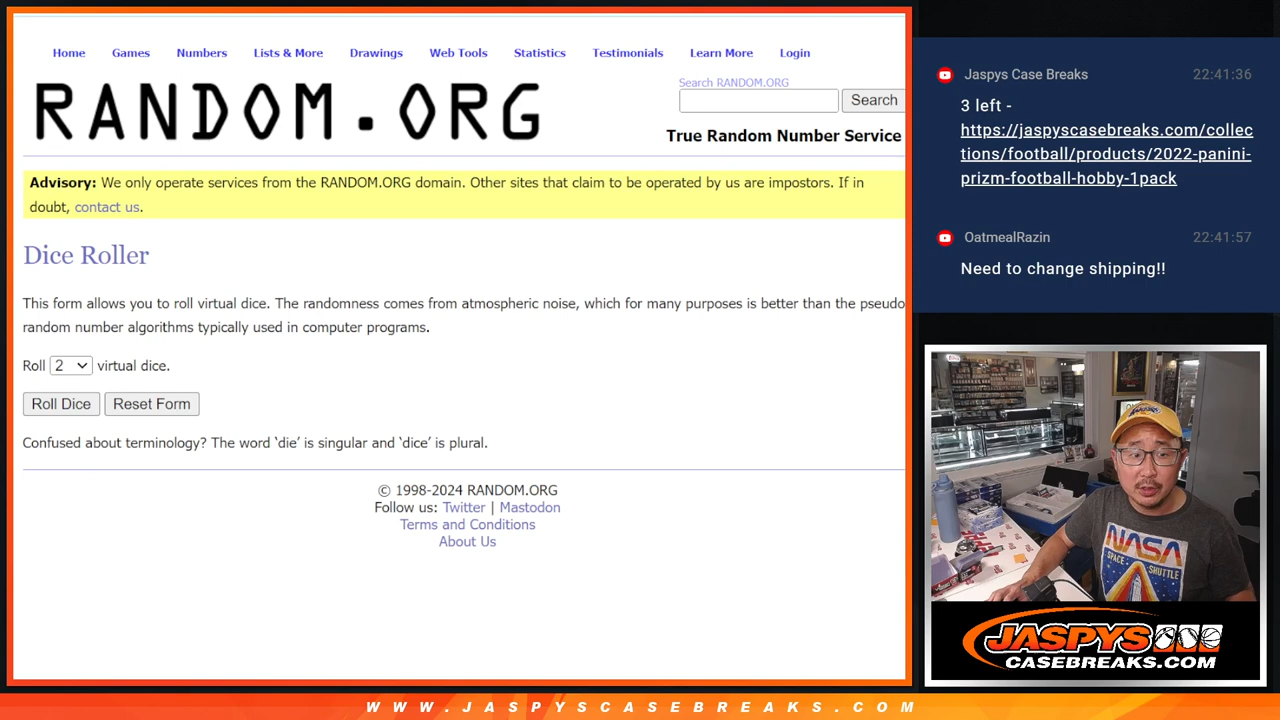 Home Games Numbers Lists & More Drawings Web Tools Statistics Testimonials Learn More Login
RANDOM.ORG
Search RANDOM.ORG
Search
True Random Number Service
Advisory: We only operate services from the RANDOM.ORG domain. Other sites that claim to be operated by us are impostors. If in
doubt, contact us.
Dice Roller
This form allows you to roll virtual dice. The randomness comes from atmospheric noise, which for many purposes is better than the pseudo
random number algorithms typically used in computer programs.
Roll 2 virtual dice.
Roll Dice Reset Form
Confused about terminology? The word ‘die’ is singular and ‘dice’ is plural.
© 1998-2024 RANDOM.ORG
Follow us: Twitter | Mastodon
Terms and Conditions
About Us
Jaspys Case Breaks 22:41:36
3 left -
https://jaspyscasebreaks.com/collec
tions/football/products/2022-panini-
prizm-football-hobby-1pack
OatmealRazin 22:41:57
Need to change shipping!!
NASA
SPACE SHUTTLE
JASPYS
CASEBREAKS.COM
WWW.JASPYSCASEBREAKS.COM